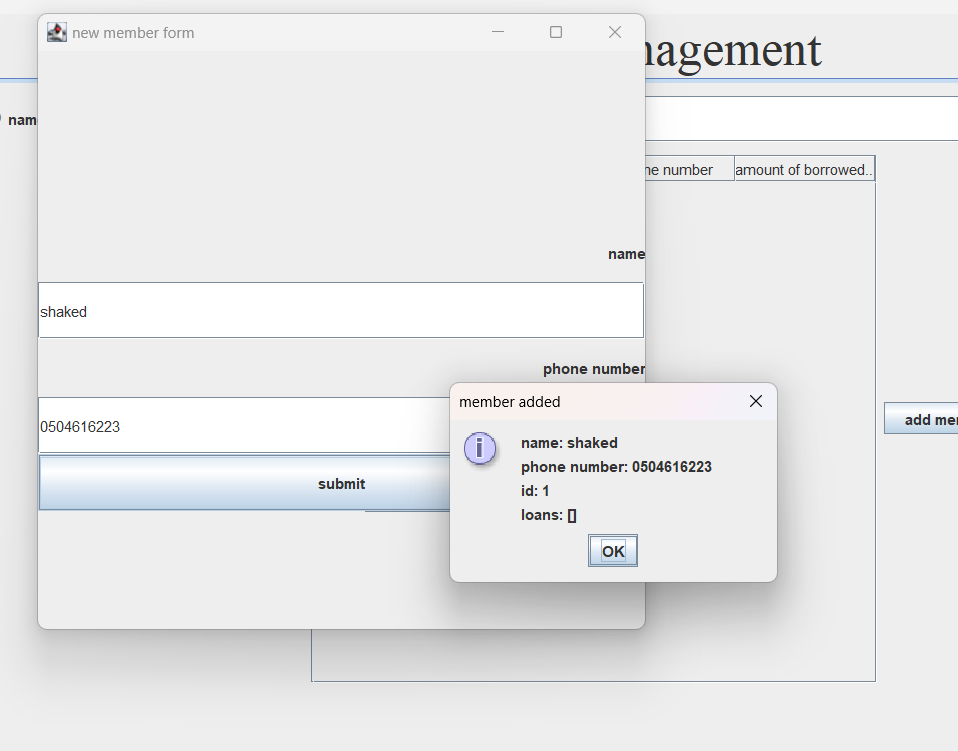 new member form
nagement
name
ne number
amount of borrowed..
name
shaked
phone number
0504616223
submit
member added
name: shaked
phone number: 0504616223
id: 1
loans: []
OK
add mer